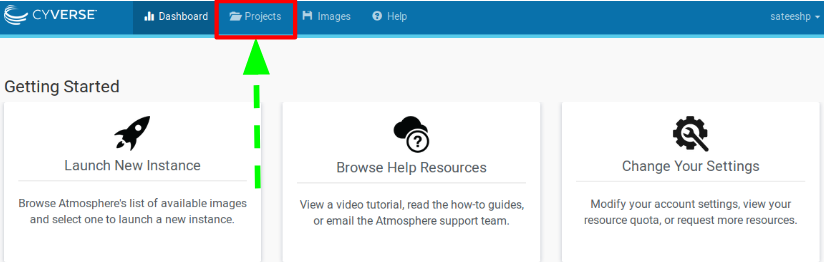 CYVERSE™ Dashboard Projects Images Help sateeshp
Getting Started
Launch New Instance
Browse Atmosphere's list of available images
and select one to launch a new instance.
Browse Help Resources
View a video tutorial, read the how-to guides,
or email the Atmosphere support team.
Change Your Settings
Modify your account settings, view your
resource quota, or request more resources.